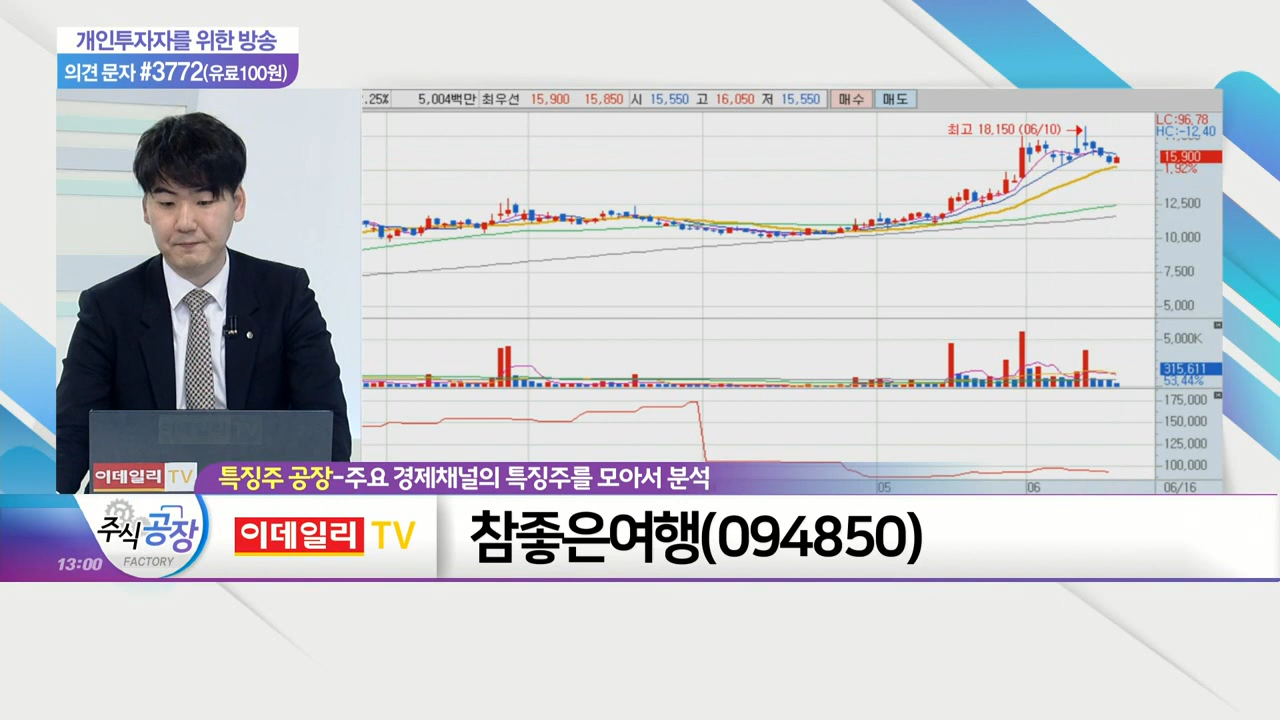 개인투자자를 위한 방송
의견 문자 #3772(유료100원)
.25% 5,004백만 최우선 15,900 15,850 시 15,550 고 16,050 저 15,550 매수 매도
최고 18,150 (06/10)
LC:96.78
HC:-12.40
15,900
1.92%
12,500
10,000
7,500
5,000
5,000K
315,611
53.44%
175,000
150,000
125,000
100,000
05 06 06/16
이데일리 TV
특징주 공장-주요 경제채널의 특징주를 모아서 분석
주식공장
FACTORY
13:00
이데일리 TV
참좋은여행(094850)